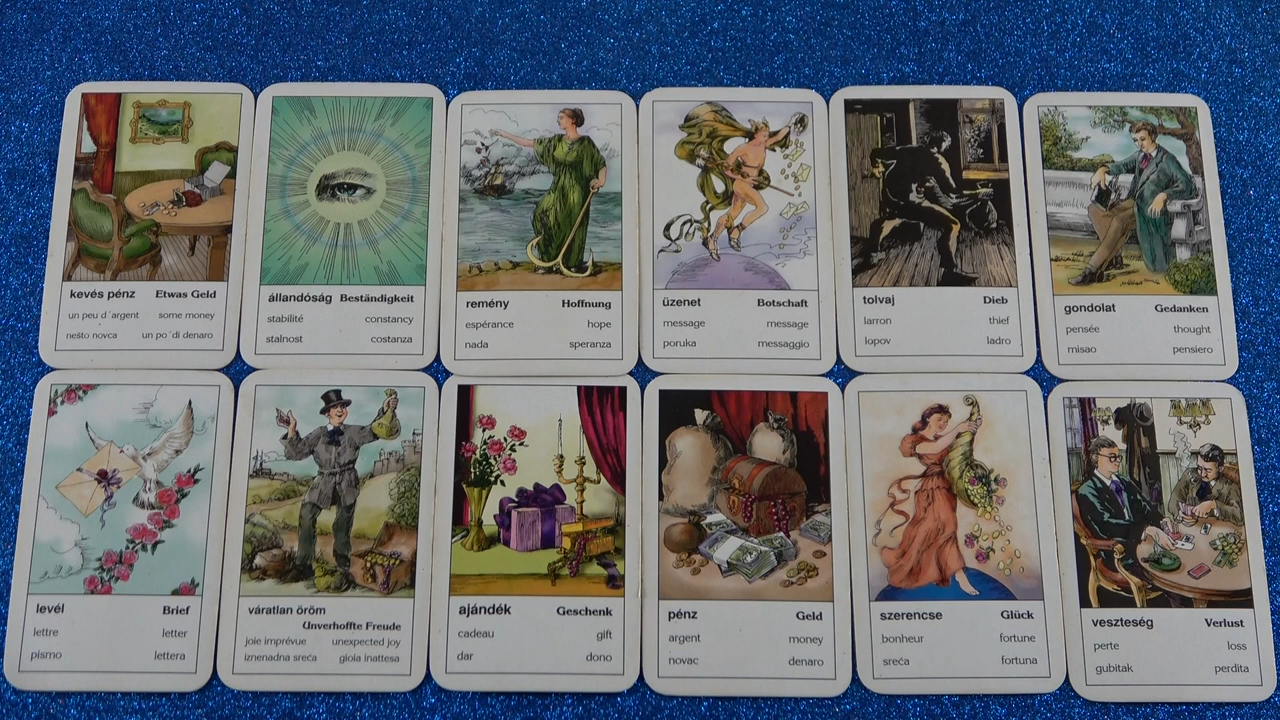 kevés pénz Etwas Geld
un peu d´argent some money
nešto novca un po´di denaro
állandóság Beständigkeit
stabilité constancy
stalnost costanza
remény Hoffnung
espérance hope
nada speranza
üzenet Botschaft
message message
poruka messaggio
tolvaj Dieb
larron thief
lopov ladro
gondolat Gedanken
pensée thought
misao pensiero
levél Brief
lettre letter
pismo lettera
váratlan öröm
Unverhoffte Freude
joie imprévue unexpected joy
iznenadna sreća gioia inattesa
ajándék Geschenk
cadeau gift
dar dono
pénz Geld
argent money
novac denaro
szerencse Glück
bonheur fortune
sreća fortuna
veszteség Verlust
perte loss
gubitak perdita